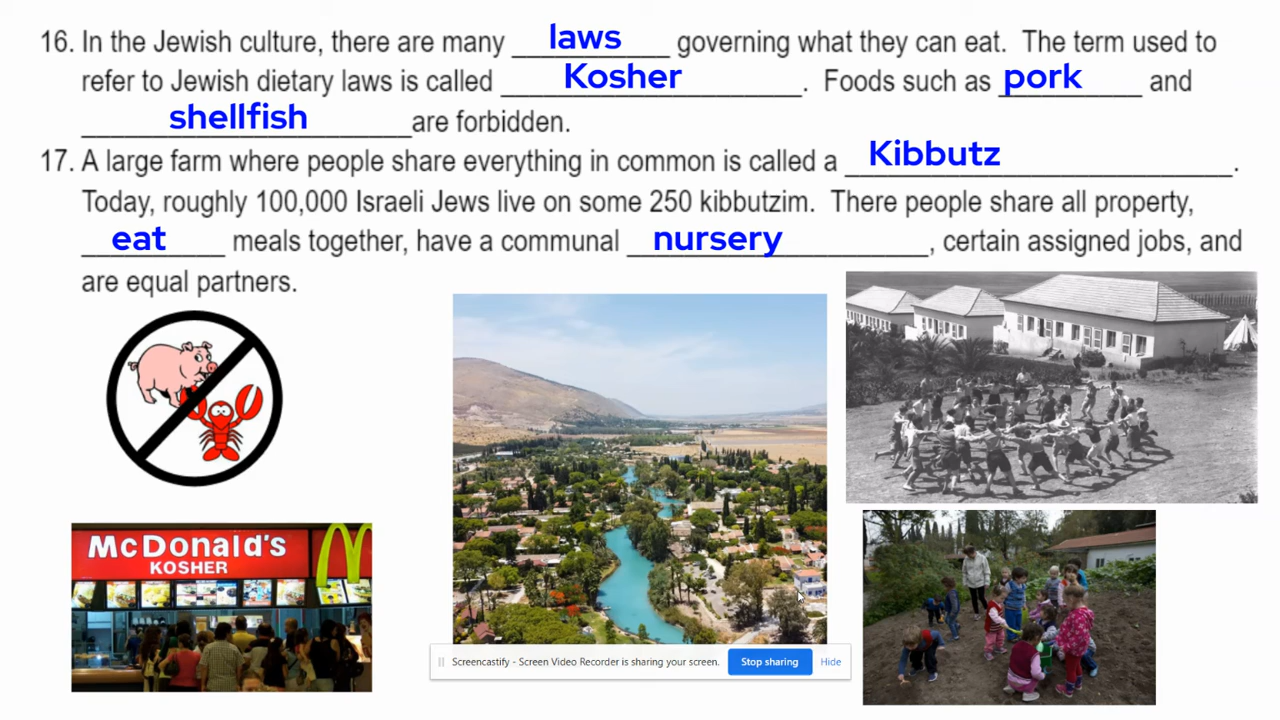 16. In the Jewish culture, there are many laws governing what they can eat. The term used to
refer to Jewish dietary laws is called Kosher. Foods such as pork and
shellfish are forbidden.
17. A large farm where people share everything in common is called a Kibbutz.
Today, roughly 100,000 Israeli Jews live on some 250 kibbutzim. There people share all property,
eat meals together, have a communal nursery, certain assigned jobs, and
are equal partners.
McDonald's
KOSHER
Screencastify - Screen Video Recorder is sharing your screen. Stop sharing Hide